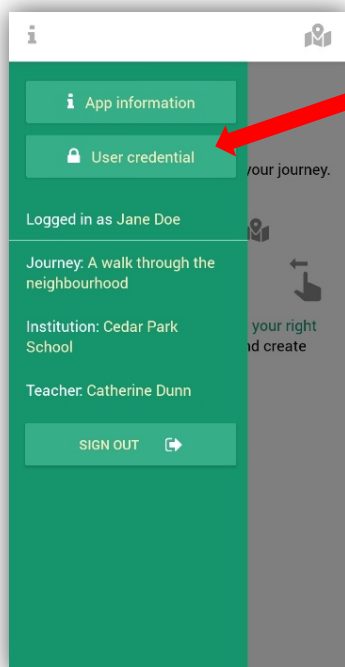 App information
User credential
your journey.
Logged in as Jane Doe
Journey: A walk through the
neighbourhood
Institution: Cedar Park
School
your right
nd create
Teacher: Catherine Dunn
SIGN OUT